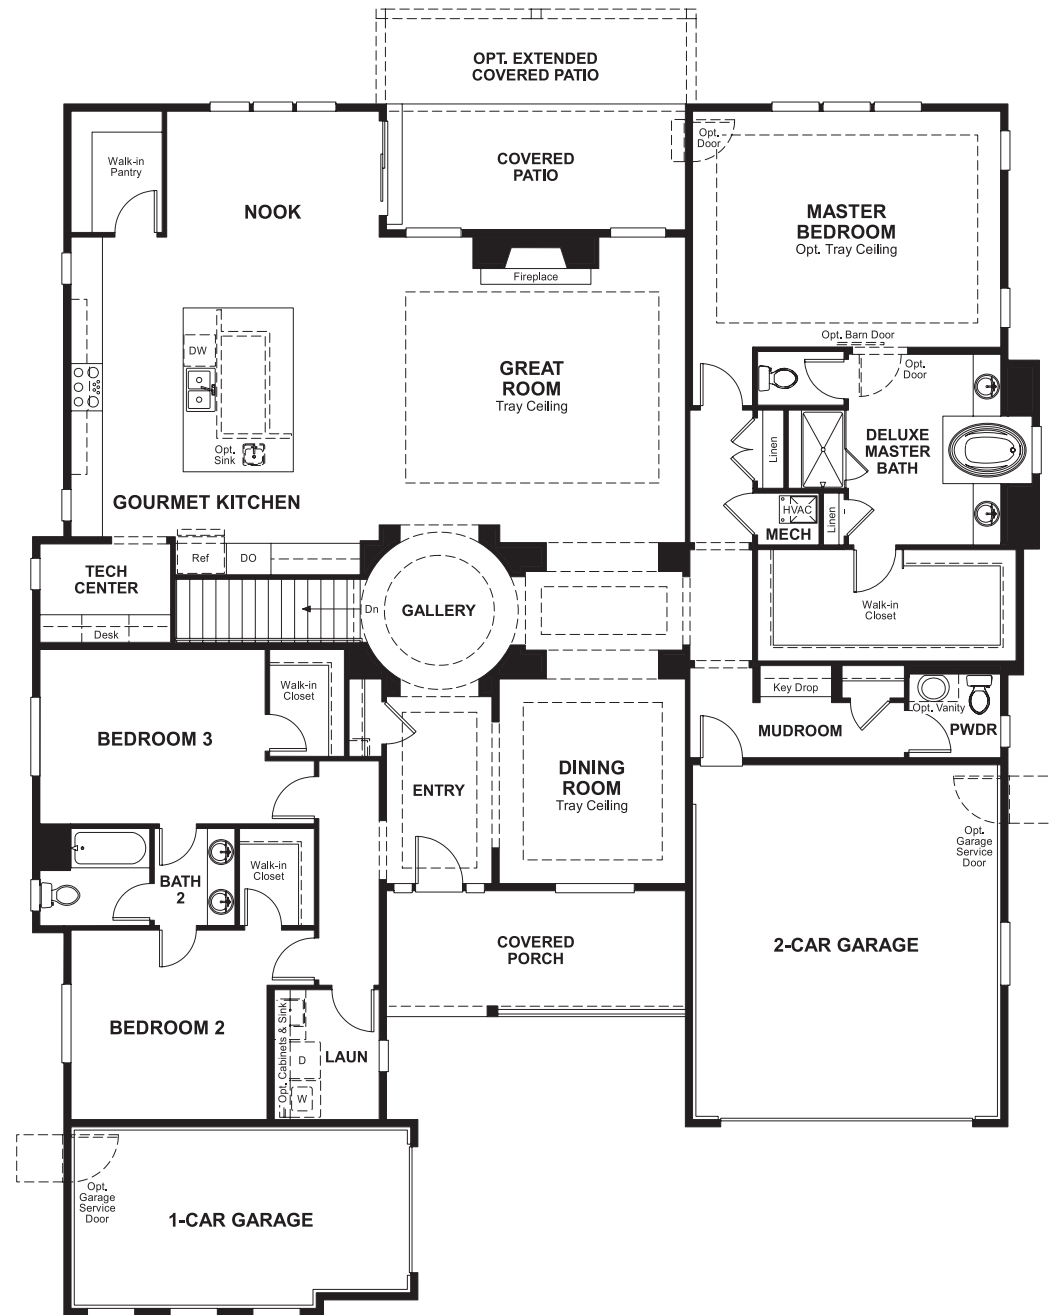 OPT. EXTENDED
COVERED PATIO
Walk-in
Pantry
NOOK
COVERED
PATIO
Opt.
Door
MASTER
BEDROOM
Opt. Tray Ceiling
Fireplace
Opt. Barn Door
DW
GREAT
ROOM
Tray Ceiling
Opt.
Door
Opt.
Sink
Linen
DELUXE
MASTER
BATH
GOURMET KITCHEN
HVAC
MECH
Linen
Ref
DO
TECH
CENTER
Desk
Dn
GALLERY
Walk-in
Closet
Walk-in
Closet
Key Drop
Opt. Vanity
MUDROOM
PWDR
BEDROOM 3
ENTRY
DINING
ROOM
Tray Ceiling
Opt.
Garage
Service
Door
BATH
2
Walk-in
Closet
COVERED
PORCH
2-CAR GARAGE
BEDROOM 2
Opt. Cabinets & Sink
D
W
LAUN
Opt.
Garage
Service
Door
1-CAR GARAGE